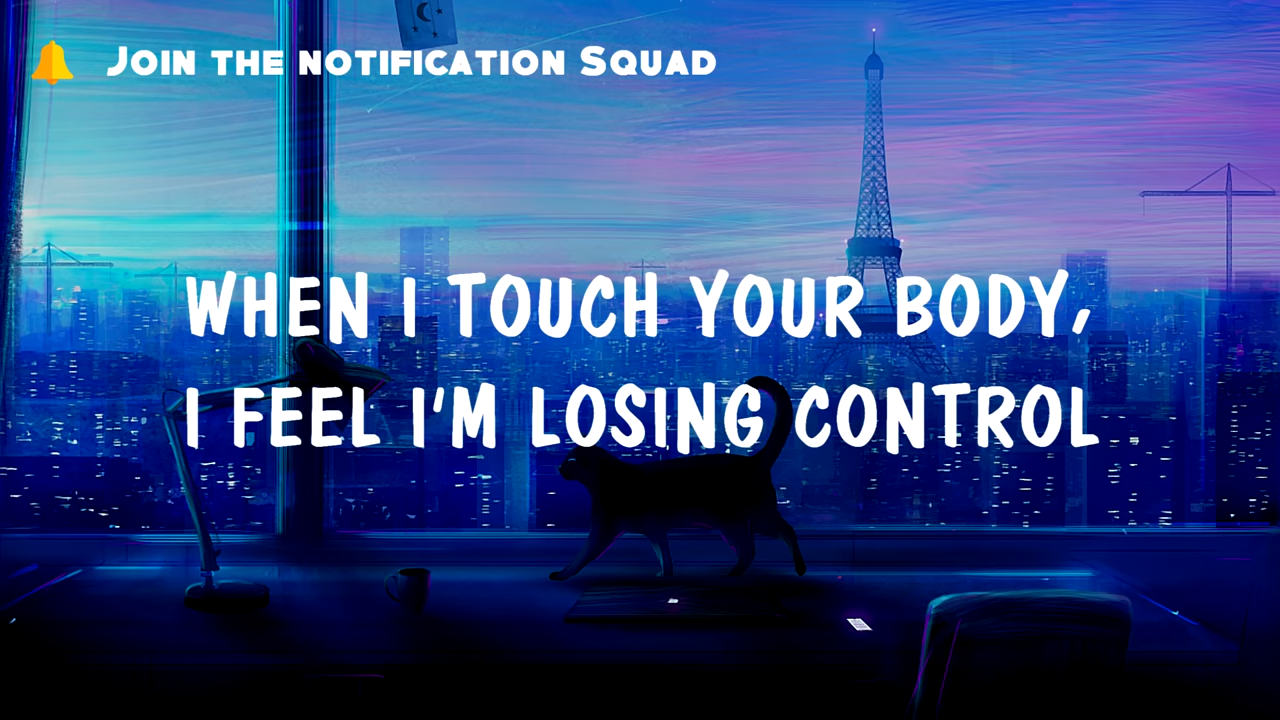 Join the notification Squad
WHEN I TOUCH YOUR BODY,
I FEEL I'M LOSING CONTROL